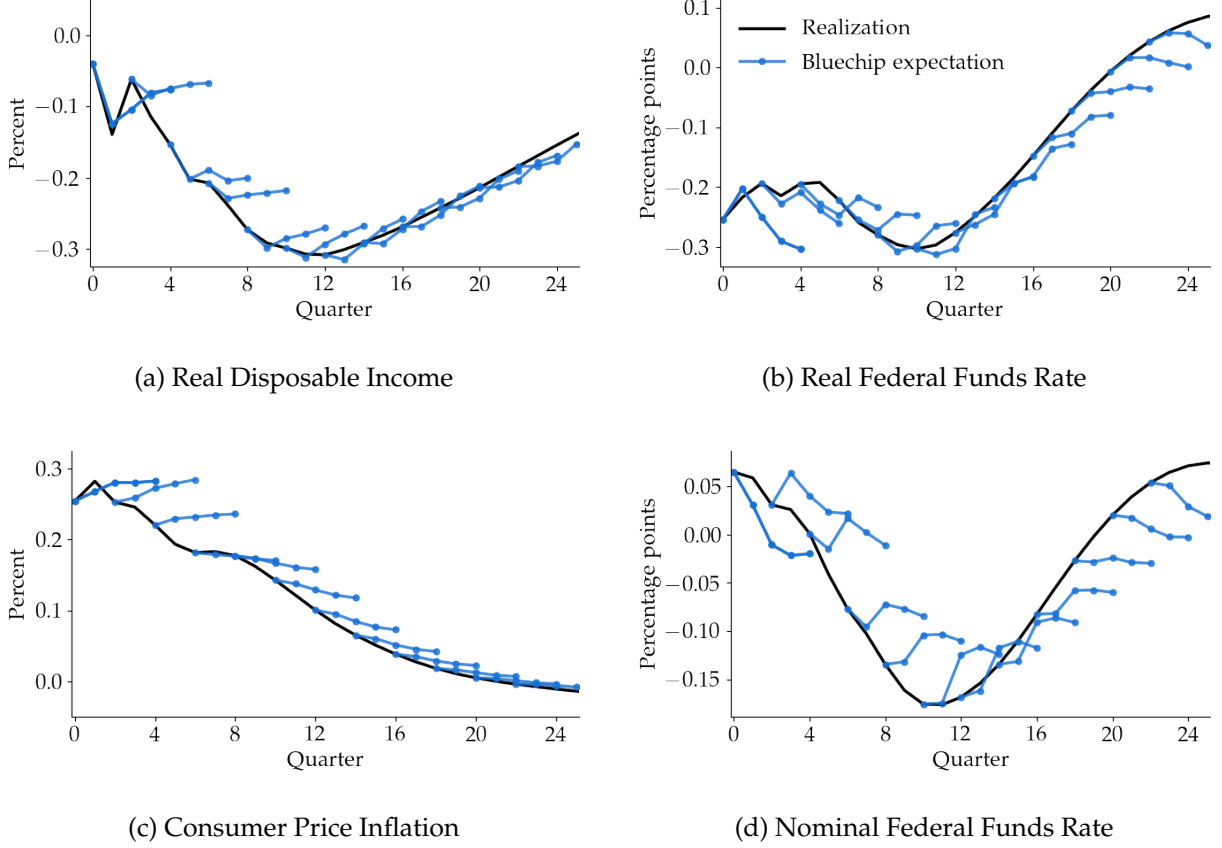 0.0
−0.1
−0.2
−0.3
Percent
0 4 8 12 16 20 24
Quarter
(a) Real Disposable Income
0.1
0.0
−0.1
−0.2
−0.3
Percentage points
Realization
Bluechip expectation
0 4 8 12 16 20 24
Quarter
(b) Real Federal Funds Rate
0.3
0.2
0.1
0.0
Percent
0 4 8 12 16 20 24
Quarter
(c) Consumer Price Inflation
0.05
0.00
−0.05
−0.10
−0.15
Percentage points
0 4 8 12 16 20 24
Quarter
(d) Nominal Federal Funds Rate